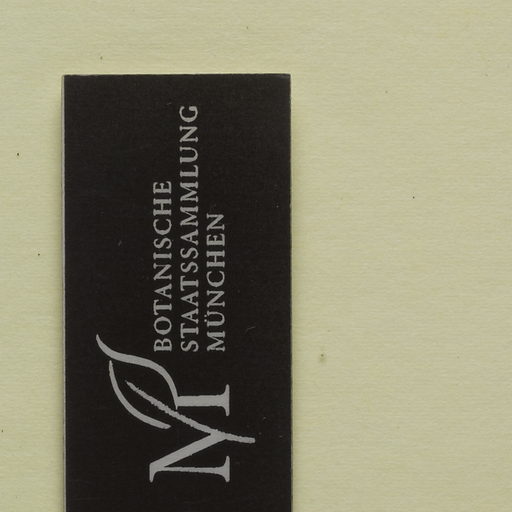 BOTANISCHE
STAATSSAMMLUNG
MÜNCHEN
M